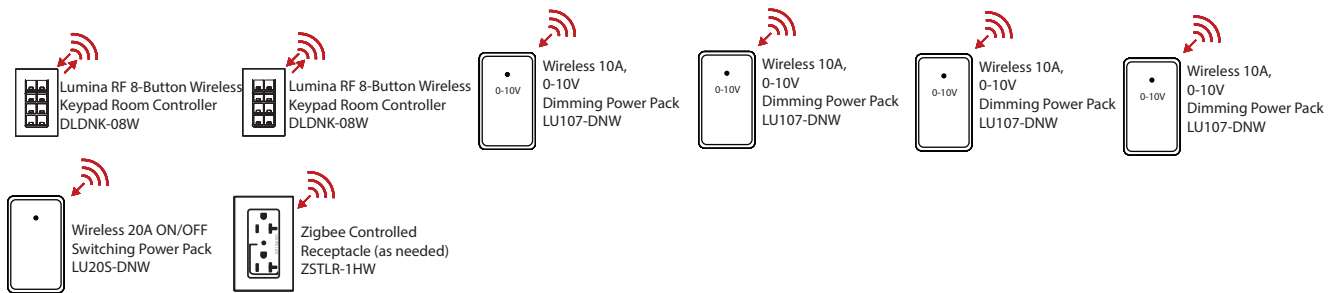 Lumina RF 8-Button Wireless
Keypad Room Controller
DLDNK-08W
Lumina RF 8-Button Wireless
Keypad Room Controller
DLDNK-08W
0-10V
Wireless 10A,
0-10V
Dimming Power Pack
LU107-DNW
0-10V
Wireless 10A,
0-10V
Dimming Power Pack
LU107-DNW
0-10V
Wireless 10A,
0-10V
Dimming Power Pack
LU107-DNW
0-10V
Wireless 10A,
0-10V
Dimming Power Pack
LU107-DNW
Wireless 20A ON/OFF
Switching Power Pack
LU20S-DNW
Zigbee Controlled
Receptacle (as needed)
ZSTLR-1HW